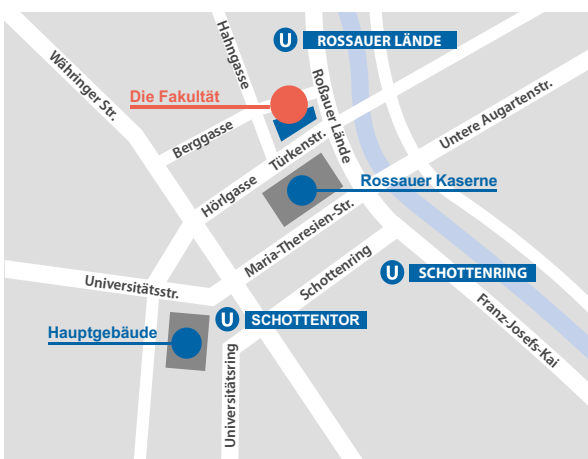 U ROSSAUER LÄNDE
Hahngasse
Währinger Str.
Die Fakultät
Roßauer Lände
Untere Augartenstr.
Berggasse
Türkenstr.
Rossauer Kaserne
Hörlgasse
Maria-Theresien-Str.
Schottenring
U SCHOTTENRING
Universitätsstr.
Franz-Josefs-Kai
U SCHOTTENTOR
Hauptgebäude
Universitätsring